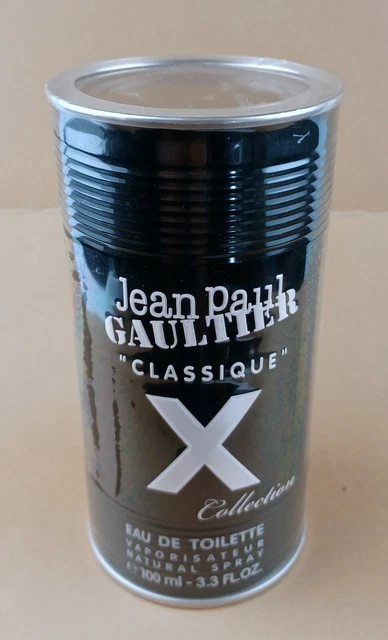 Jean Paul
GAULTIER
"CLASSIQUE"
X
Collection
EAU DE TOILETTE
VAPORISATEUR
NATURAL SPRAY
℮ 100 ml - 3.3 FL.OZ.